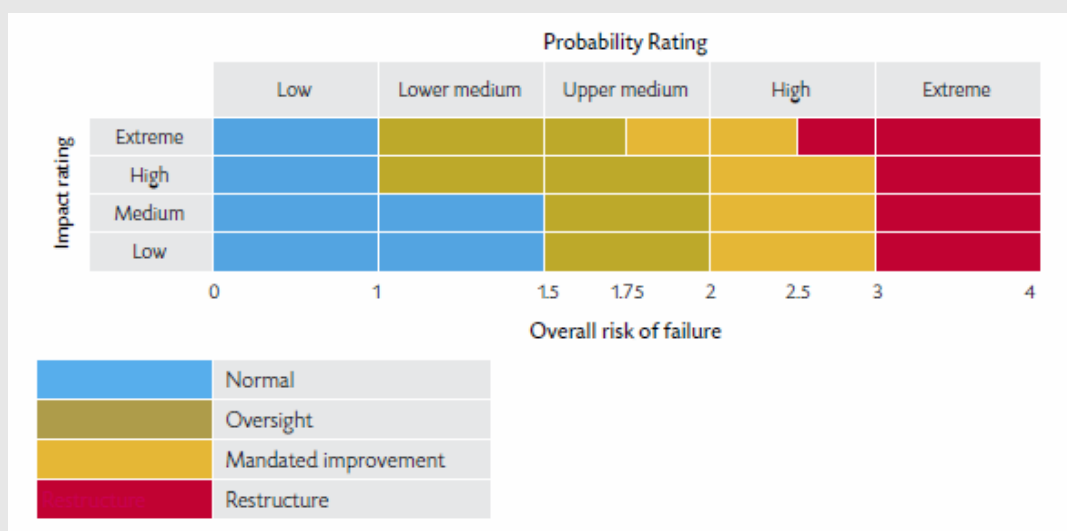 Probability Rating
Low Lower medium Upper medium High Extreme
Impact rating
Extreme
High
Medium
Low
0 1 1.5 1.75 2 2.5 3 4
Overall risk of failure
Normal
Oversight
Mandated improvement
Restructure Restructure